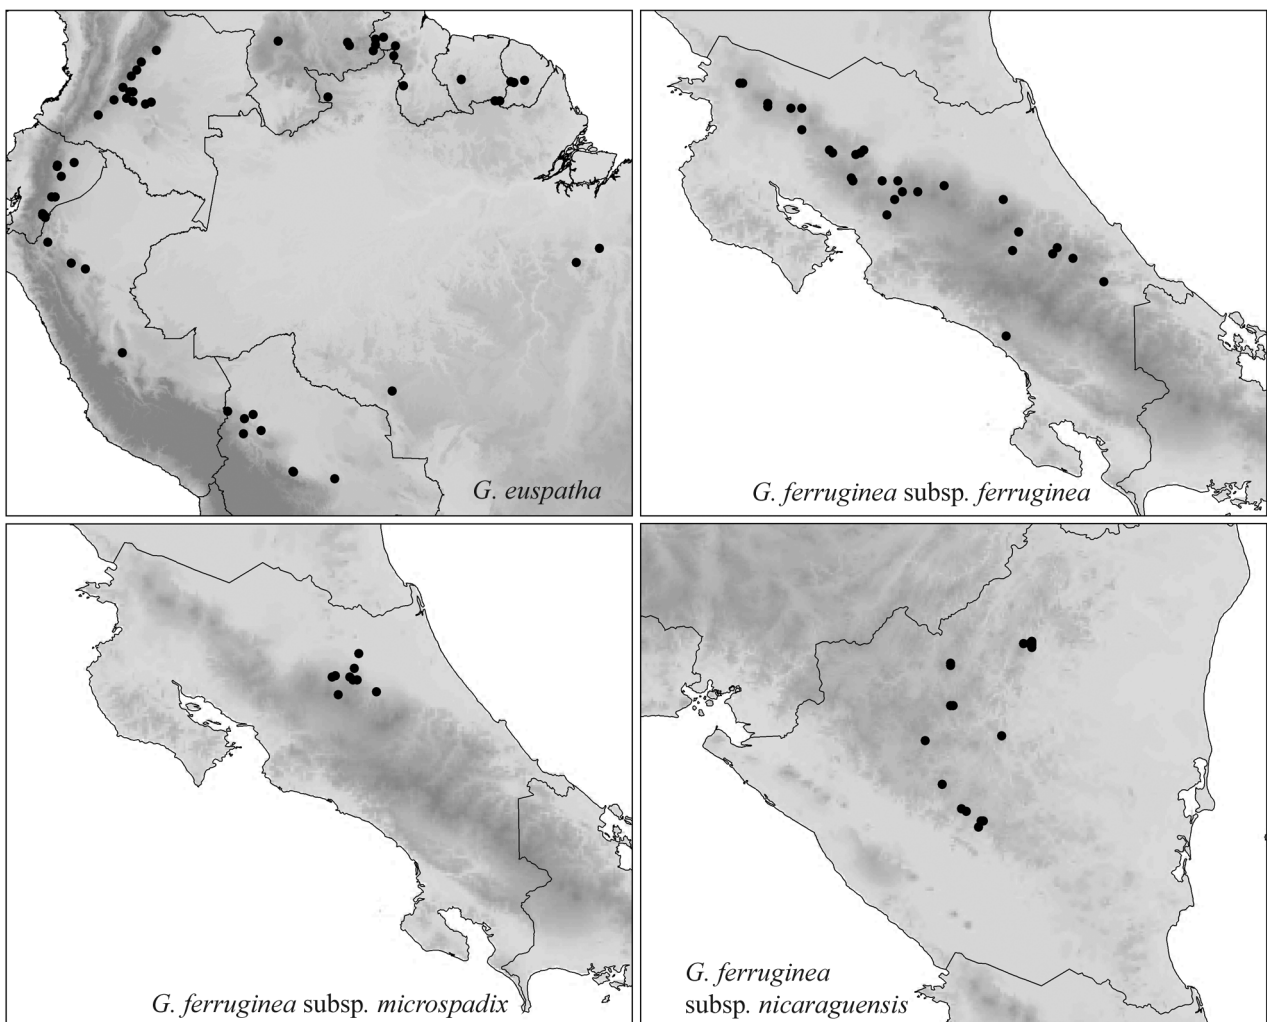 G. euspatha
G. ferruginea subsp. ferruginea
G. ferruginea subsp. microspadix
G. ferruginea
subsp. nicaraguensis